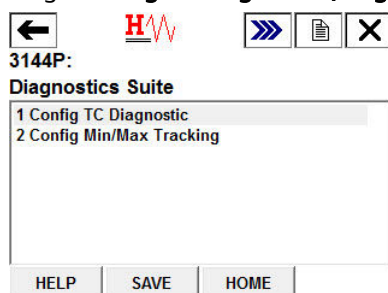 H
3144P:
Diagnostics Suite
1 Config TC Diagnostic
2 Config Min/Max Tracking
HELP SAVE HOME